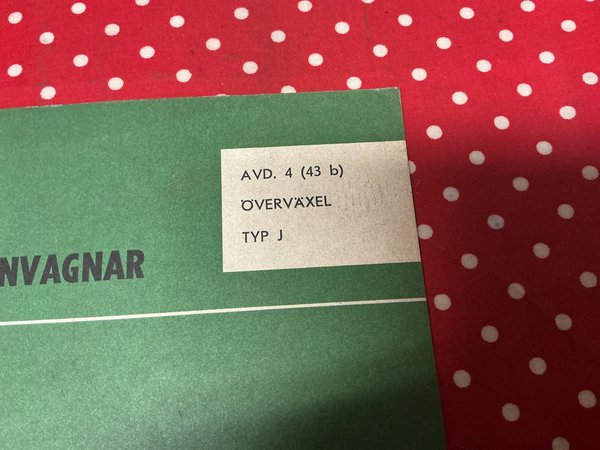 AVD. 4 (43 b)
ÖVERVÄXEL
TYP J
NVAGNAR